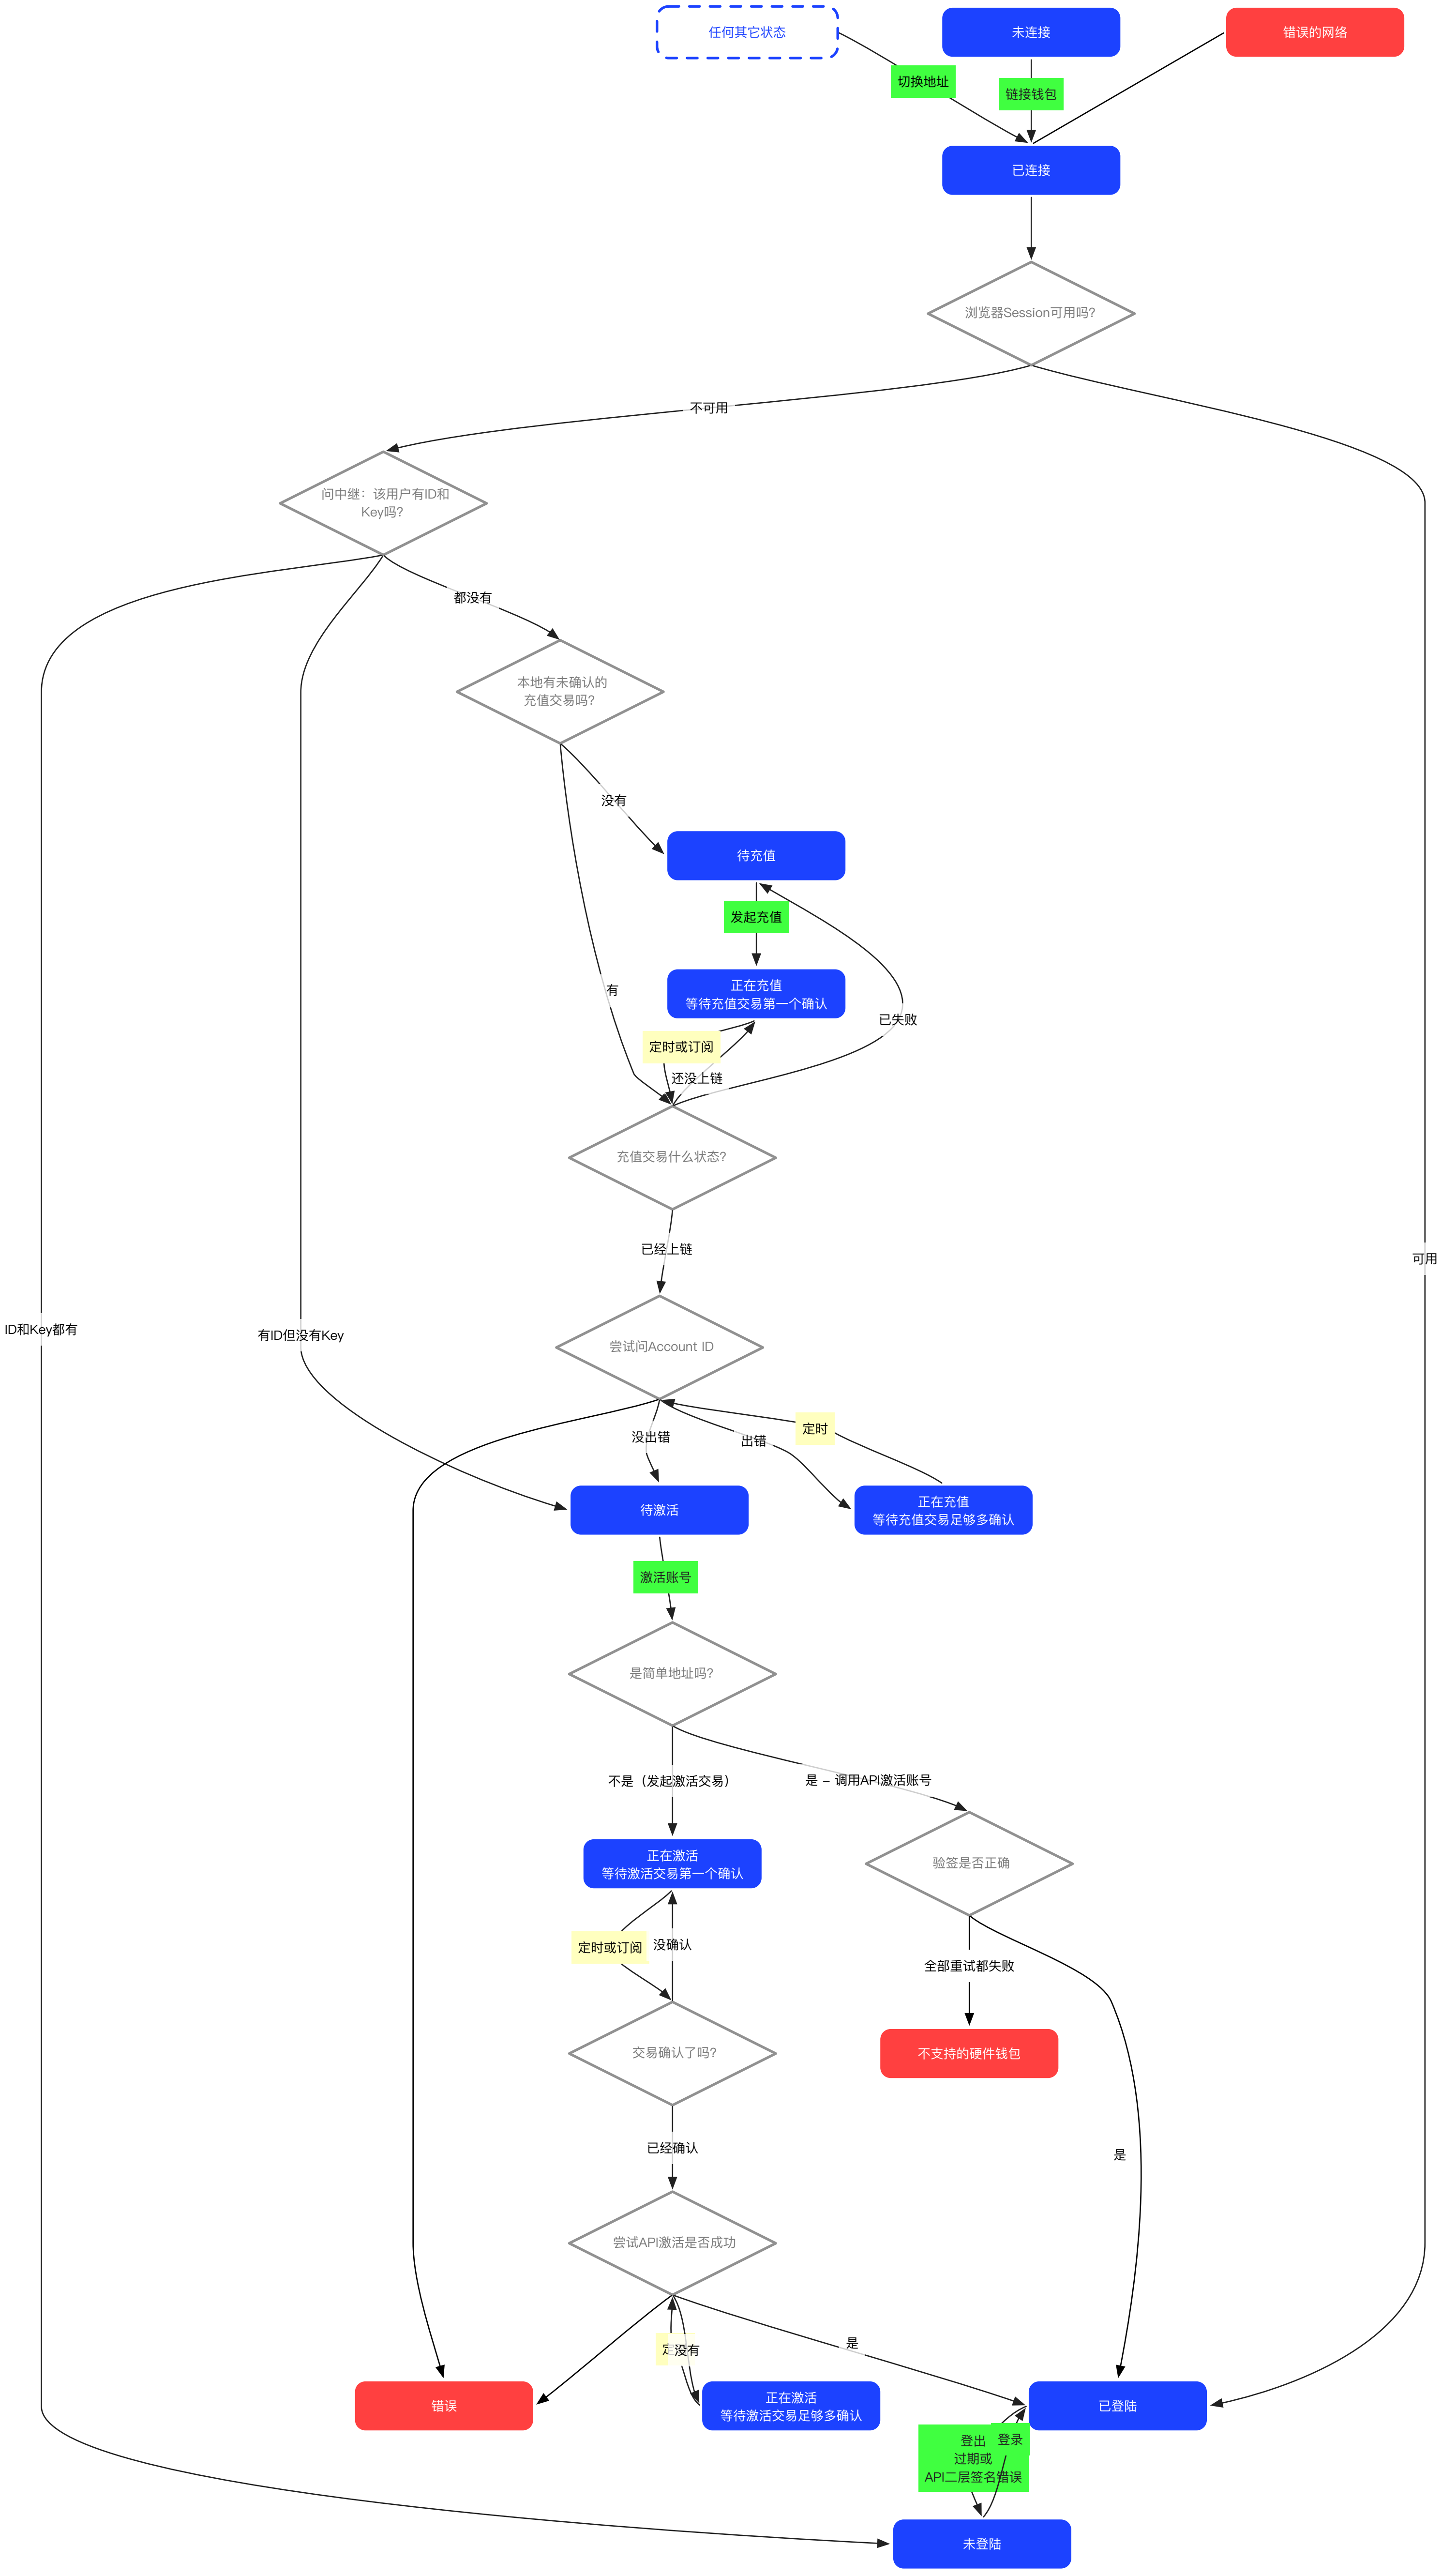 任何其它状态
未连接
错误的网络
切换地址
链接钱包
已连接
浏览器Session可用吗?
不可用
问中继：该用户有ID和
Key吗?
都没有
本地有未确认的
充值交易吗?
没有
待充值
发起充值
有
正在充值
等待充值交易第一个确认
已失败
定时或订阅
还没上链
充值交易什么状态?
已经上链
可用
ID和Key都有
有ID但没有Key
尝试问Account ID
定时
没出错
出错
待激活
正在充值
等待充值交易足够多确认
激活账号
是简单地址吗?
不是（发起激活交易）
是 – 调用API激活账号
正在激活
等待激活交易第一个确认
验签是否正确
定时或订阅
没确认
全部重试都失败
交易确认了吗?
不支持的硬件钱包
已经确认
是
尝试API激活是否成功
是
没有
错误
正在激活
等待激活交易足够多确认
已登陆
登出
登录
过期或
API二层签名错误
未登陆